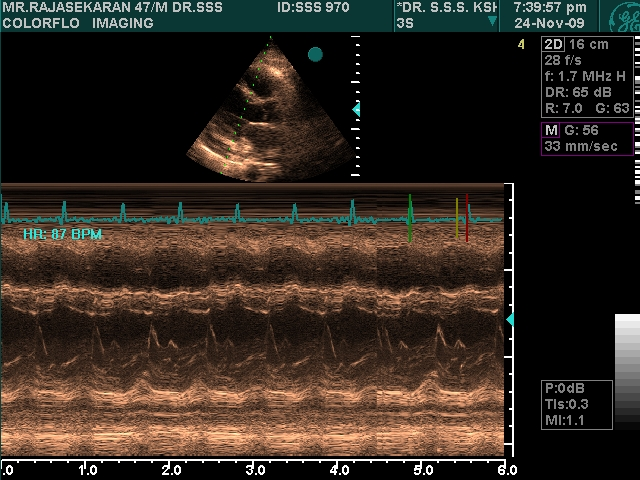 MR.RAJASEKARAN 47/M DR.SSS ID:SSS 970 *DR. S.S.S. KSH 7:39:57 pm
COLORFLO IMAGING 3S 24-Nov-09
4
2D 16 cm
28 f/s
f: 1.7 MHz H
DR: 65 dB
R: 7.0 G: 63
M G: 56
33 mm/sec
HR: 87 BPM
P:0dB
TIs:0.3
MI:1.1
.0 1.0 2.0 3.0 4.0 5.0 6.0